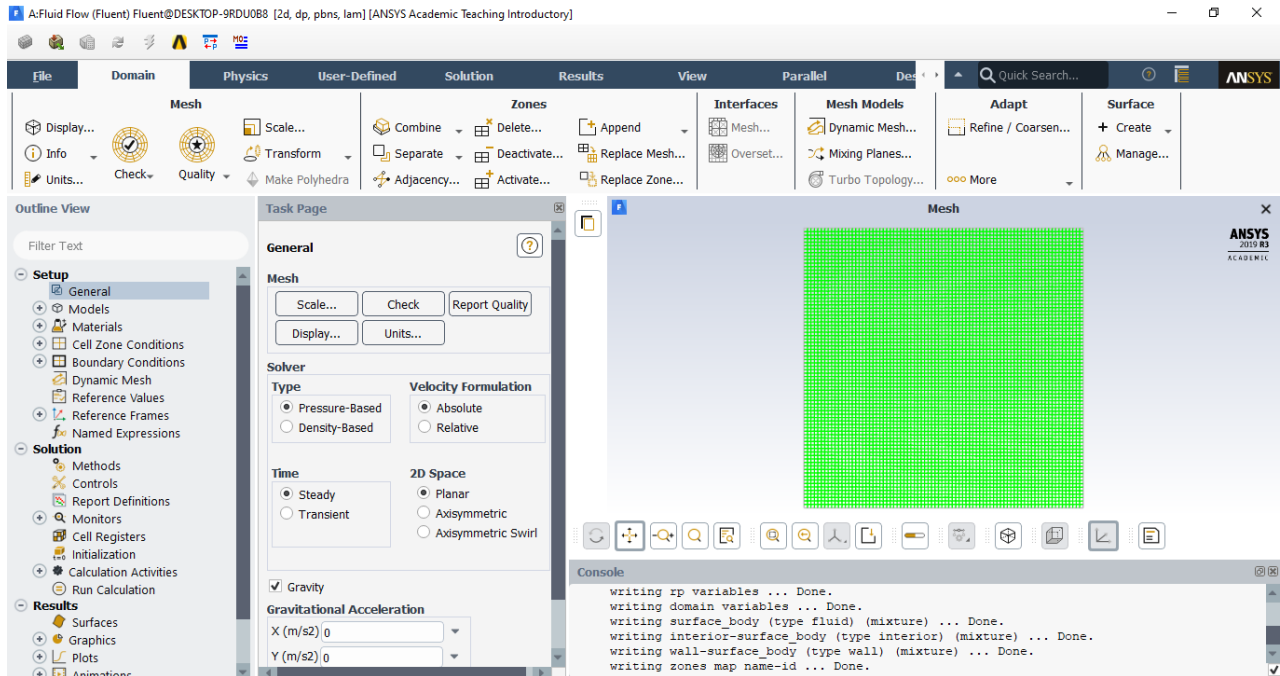 A:Fluid Flow (Fluent) Fluent@DESKTOP-9RDU0B8 [2d, dp, pbns, lam] [ANSYS Academic Teaching Introductory]
File Domain Physics User-Defined Solution Results View Parallel Des Quick Search... ANSYS
Mesh
Display...
Info
Units...
Check
Quality
Scale...
Transform
Make Polyhedra
Zones
Combine
Separate
Adjacency...
Delete...
Deactivate...
Activate...
Append
Replace Mesh...
Replace Zone...
Interfaces
Mesh...
Overset...
Mesh Models
Dynamic Mesh...
Mixing Planes...
Turbo Topology...
Adapt
Refine / Coarsen...
More
Surface
Create
Manage...
Outline View
Filter Text
Setup
General
Models
Materials
Cell Zone Conditions
Boundary Conditions
Dynamic Mesh
Reference Values
Reference Frames
Named Expressions
Solution
Methods
Controls
Report Definitions
Monitors
Cell Registers
Initialization
Calculation Activities
Run Calculation
Results
Surfaces
Graphics
Plots
Animations
Task Page
General
Mesh
Scale... Check Report Quality
Display... Units...
Solver
Type
Pressure-Based
Density-Based
Velocity Formulation
Absolute
Relative
Time
Steady
Transient
2D Space
Planar
Axisymmetric
Axisymmetric Swirl
Gravity
Gravitational Acceleration
X (m/s2) 0
Y (m/s2) 0
Mesh
ANSYS
2019 R3
ACADEMIC
Console
writing rp variables ... Done.
writing domain variables ... Done.
writing surface_body (type fluid) (mixture) ... Done.
writing interior-surface_body (type interior) (mixture) ... Done.
writing wall-surface_body (type wall) (mixture) ... Done.
writing zones map name-id ... Done.